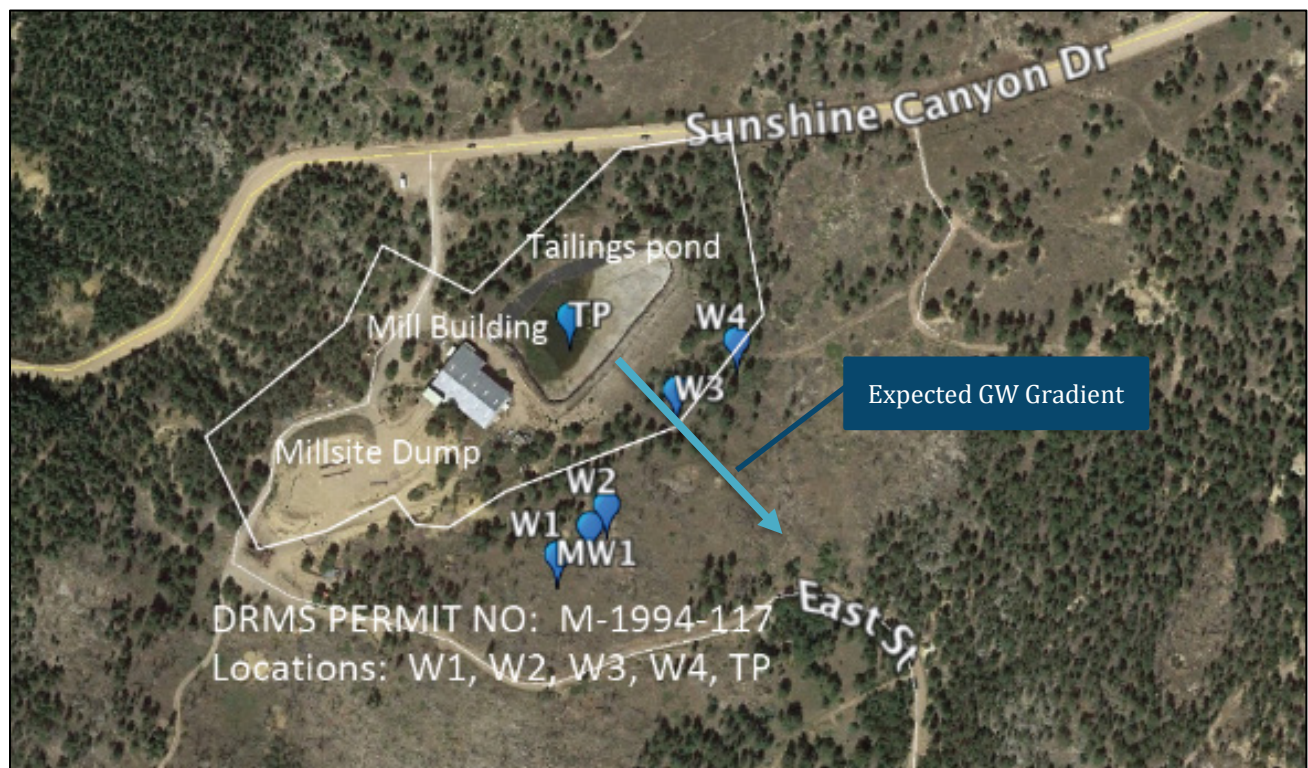 Sunshine Canyon Dr
Tailings pond
TP
W4
Mill Building
W3
Expected GW Gradient
Millsite Dump
W2
W1
MW1
East St
DRMS PERMIT NO: M-1994-117
Locations: W1, W2, W3, W4, TP